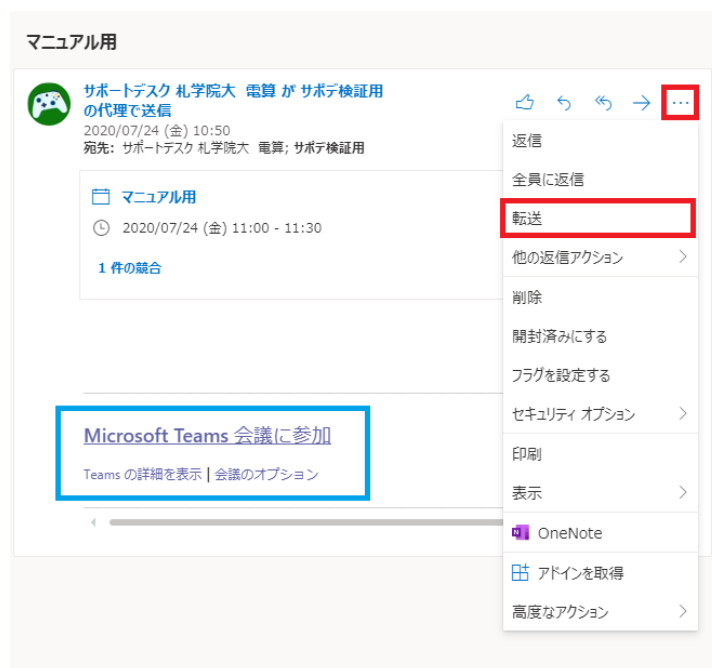 マニュアル用
サポートデスク 札学院大 電算 が サポデ検証用
の代理で送信
2020/07/24 (金) 10:50
宛先: サポートデスク 札学院大 電算; サポデ検証用
マニュアル用
2020/07/24 (金) 11:00 - 11:30
1 件の競合
Microsoft Teams 会議に参加
Teams の詳細を表示 | 会議のオプション
返信
全員に返信
転送
他の返信アクション
削除
開封済みにする
フラグを設定する
セキュリティ オプション
印刷
表示
OneNote
アドインを取得
高度なアクション